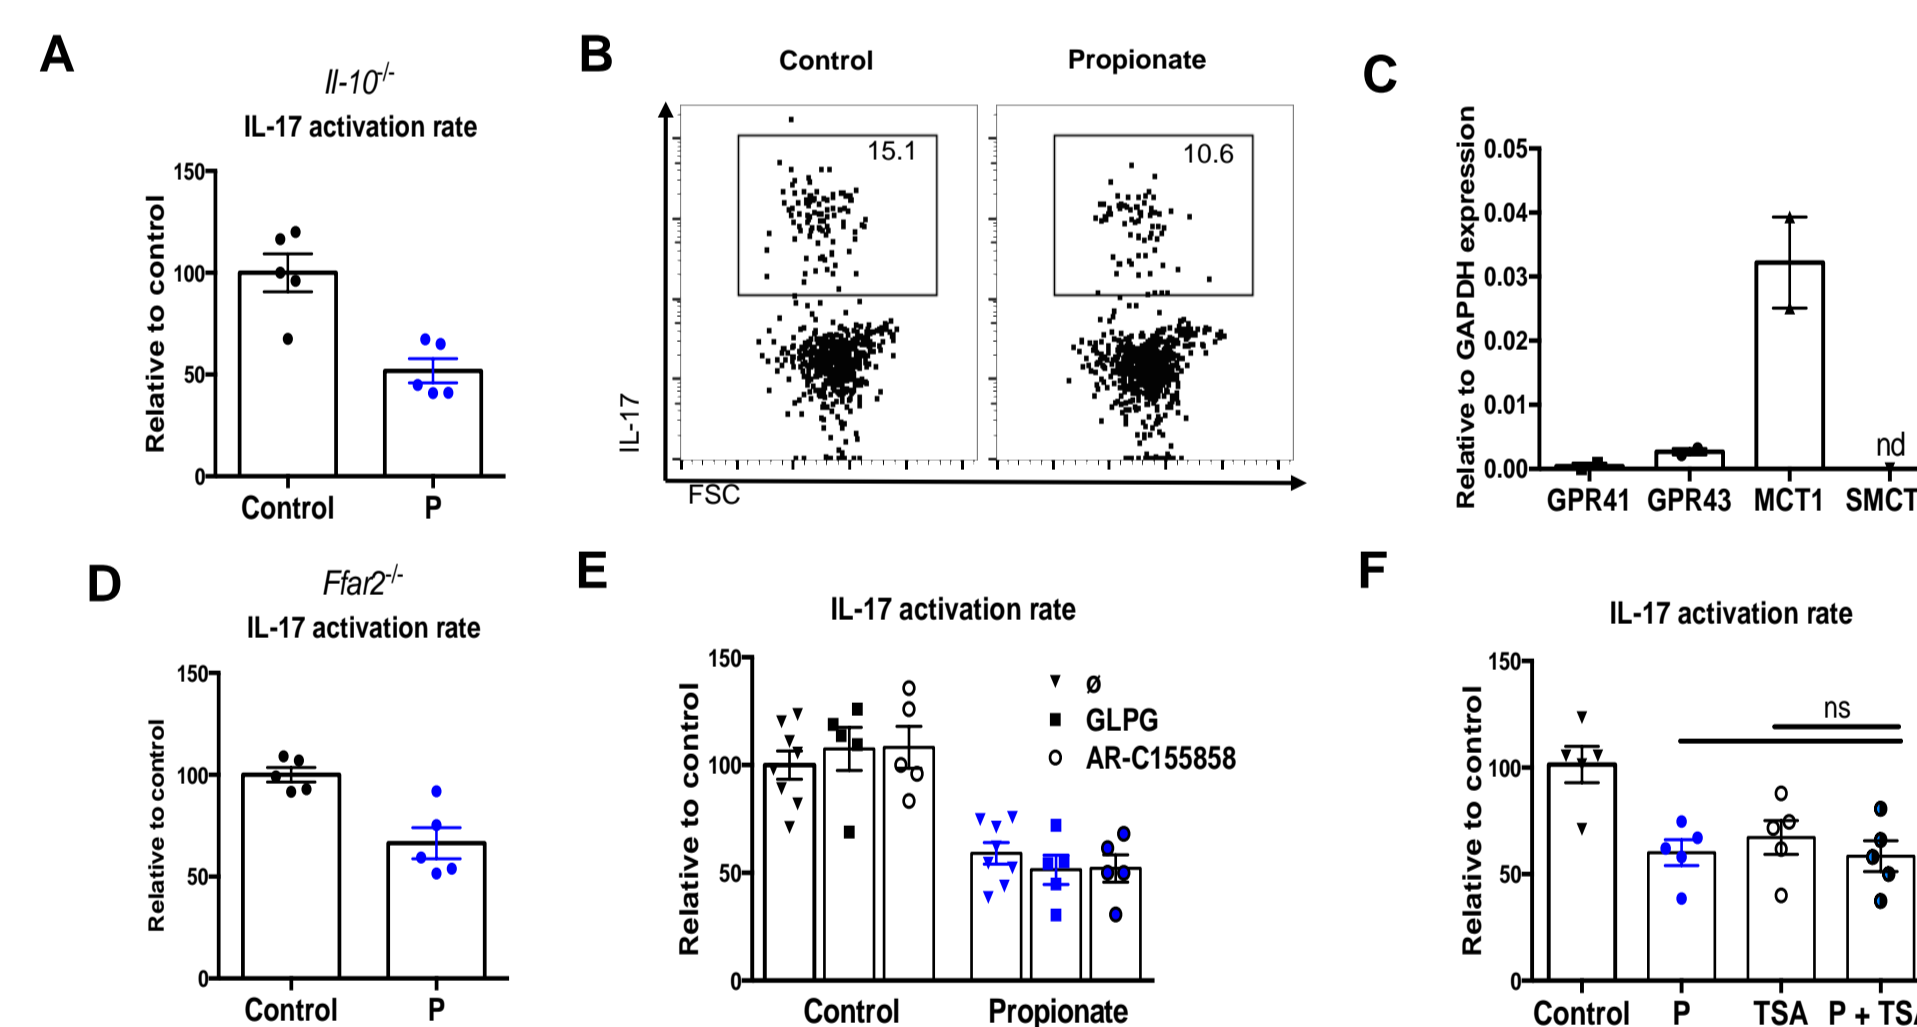 A
Il-10-/-
IL-17 activation rate
Relative to control
150
100
50
0
Control
P
B
Control
Propionate
15.1
10.6
IL-17
FSC
C
Relative to GAPDH expression
0.05
0.04
0.03
0.02
0.01
0.00
nd
GPR41
GPR43
MCT1
SMCT
D
Ffar2-/-
IL-17 activation rate
Relative to control
150
100
50
0
Control
P
E
IL-17 activation rate
Relative to control
150
100
50
0
ø
GLPG
AR-C155858
Control
Propionate
F
IL-17 activation rate
Relative to control
150
100
50
0
ns
Control
P
TSA
P + TSA